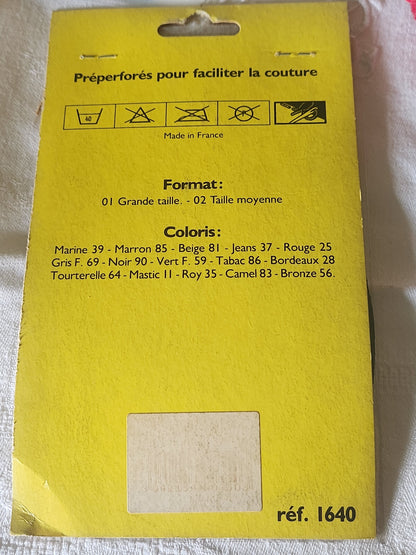 Préperforés pour faciliter la couture
40
Made in France
Format:
01 Grande taille. - 02 Taille moyenne
Coloris:
Marine 39 - Marron 85 - Beige 81 - Jeans 37 - Rouge 25
Gris F. 69 - Noir 90 - Vert F. 59 - Tabac 86 - Bordeaux 28
Tourterelle 64 - Mastic 11 - Roy 35 - Camel 83 - Bronze 56.
réf. 1640